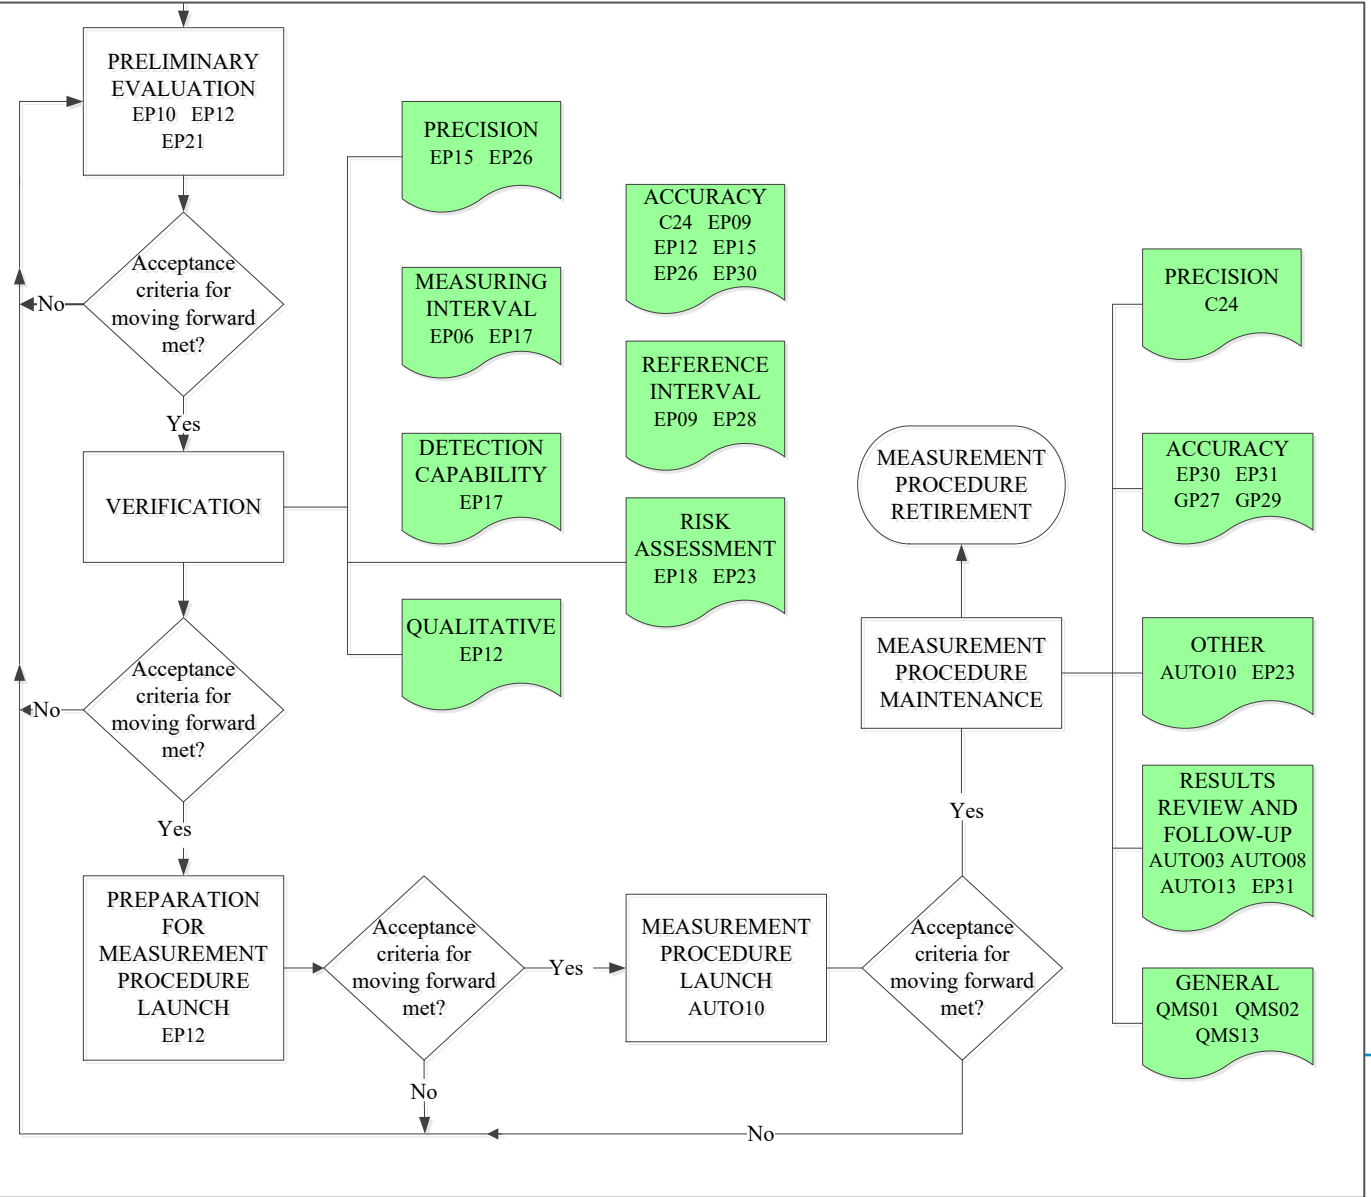 PRELIMINARY
EVALUATION
EP10 EP12
EP21
Acceptance
criteria for
moving forward
met?
No
Yes
VERIFICATION
PRECISION
EP15 EP26
MEASURING
INTERVAL
EP06 EP17
DETECTION
CAPABILITY
EP17
QUALITATIVE
EP12
ACCURACY
C24 EP09
EP12 EP15
EP26 EP30
REFERENCE
INTERVAL
EP09 EP28
RISK
ASSESSMENT
EP18 EP23
Acceptance
criteria for
moving forward
met?
No
Yes
PREPARATION
FOR
MEASUREMENT
PROCEDURE
LAUNCH
EP12
Acceptance
criteria for
moving forward
met?
Yes
No
MEASUREMENT
PROCEDURE
LAUNCH
AUTO10
Acceptance
criteria for
moving forward
met?
No
Yes
MEASUREMENT
PROCEDURE
MAINTENANCE
MEASUREMENT
PROCEDURE
RETIREMENT
PRECISION
C24
ACCURACY
EP30 EP31
GP27 GP29
OTHER
AUTO10 EP23
RESULTS
REVIEW AND
FOLLOW-UP
AUTO03 AUTO08
AUTO13 EP31
GENERAL
QMS01 QMS02
QMS13